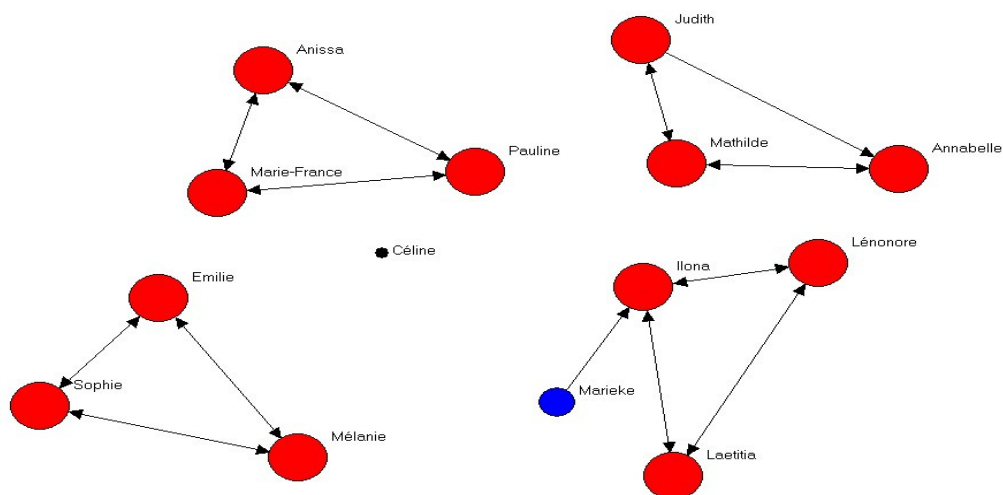 Judith
Anissa
Mathilde
Annabelle
Pauline
Marie-France
Céline
Lénonore
Ilona
Emilie
Sophie
Marieke
Mélanie
Laetitia